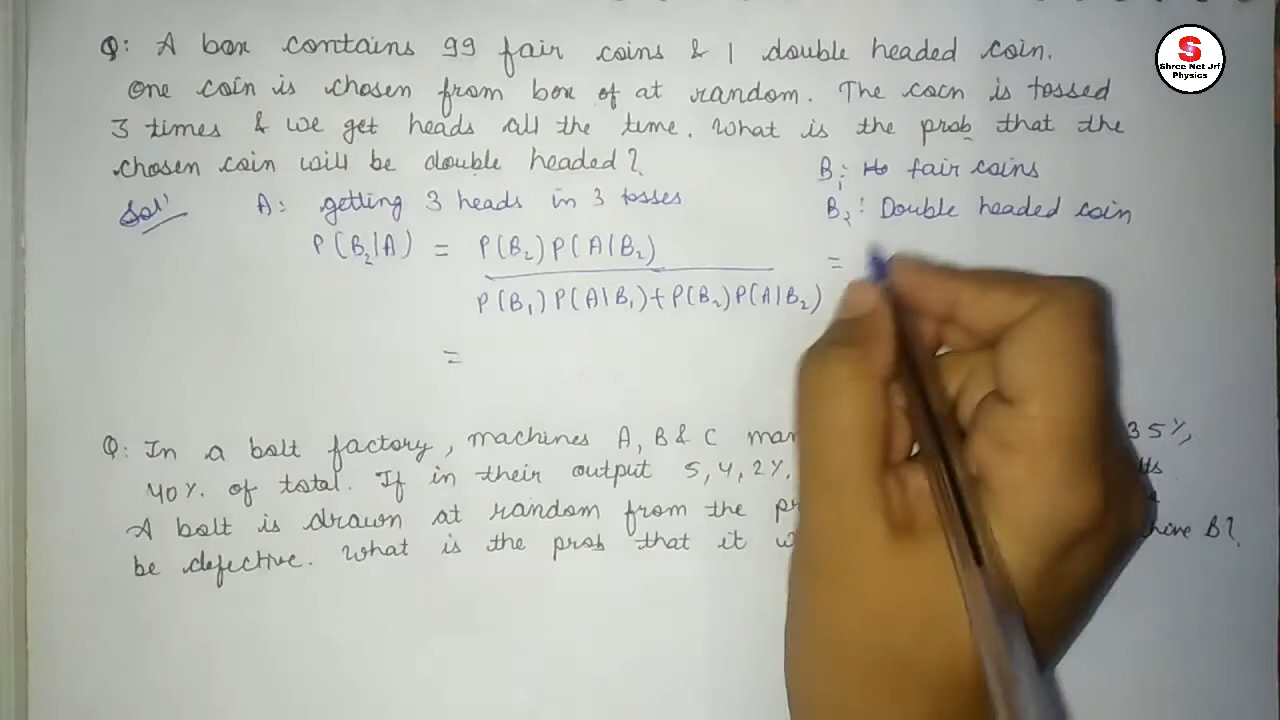 Q: A box contains 99 fair coins & 1 double headed coin.
One coin is chosen from box of at random. The coin is tossed
3 times & we get heads all the time. What is the prob that the
chosen coin will be double headed?
B₁: fair coins
Sol' A: getting 3 heads in 3 tosses
B₂: Double headed coin
P(B₂|A) = P(B₂)P(A|B₂) =
P(B₁)P(A|B₁)+P(B₂)P(A|B₂)
=
Q: In a bolt factory, machines A, B & C 35%,
40% of total. If in their output 5, 4, 2%
A bolt is drawn at random from the
be defective. What is the prob that it B?
S
Shree Net Jrf
Physics